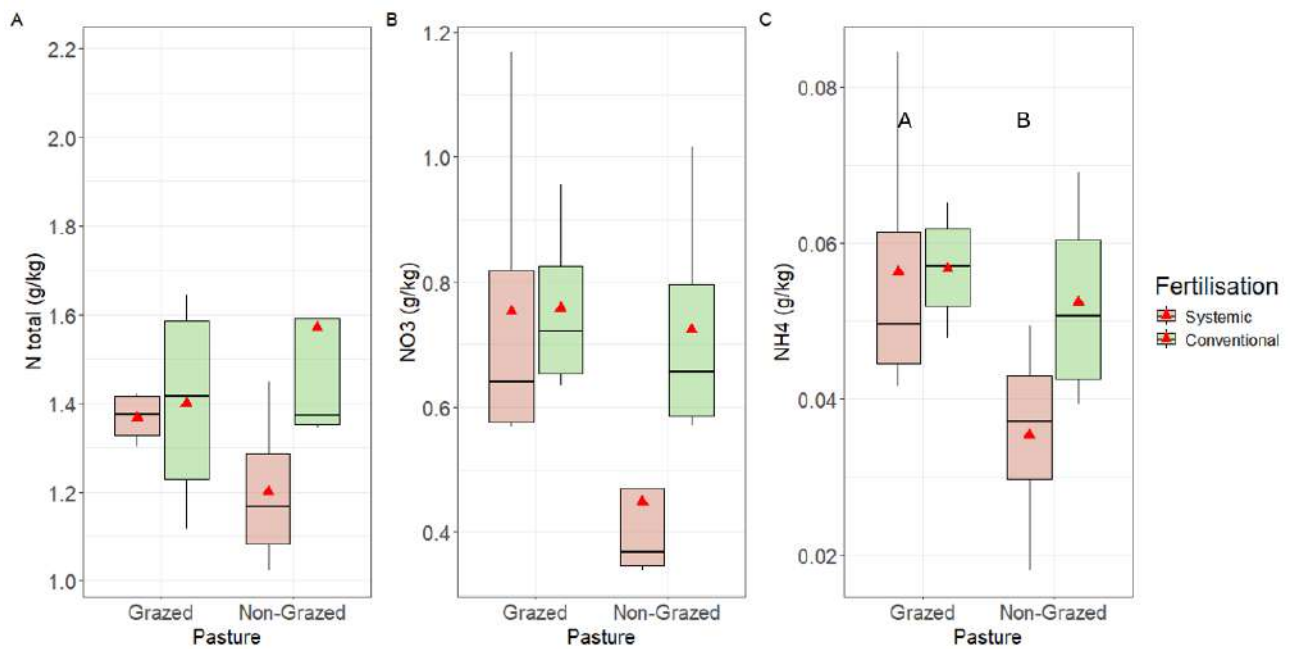 A
N total (g/kg)
2.2
2.0
1.8
1.6
1.4
1.2
1.0
Grazed
Non-Grazed
Pasture
B
NO3 (g/kg)
1.2
1.0
0.8
0.6
0.4
Grazed
Non-Grazed
Pasture
C
NH4 (g/kg)
0.08
0.06
0.04
0.02
A
B
Grazed
Non-Grazed
Pasture
Fertilisation
Systemic
Conventional